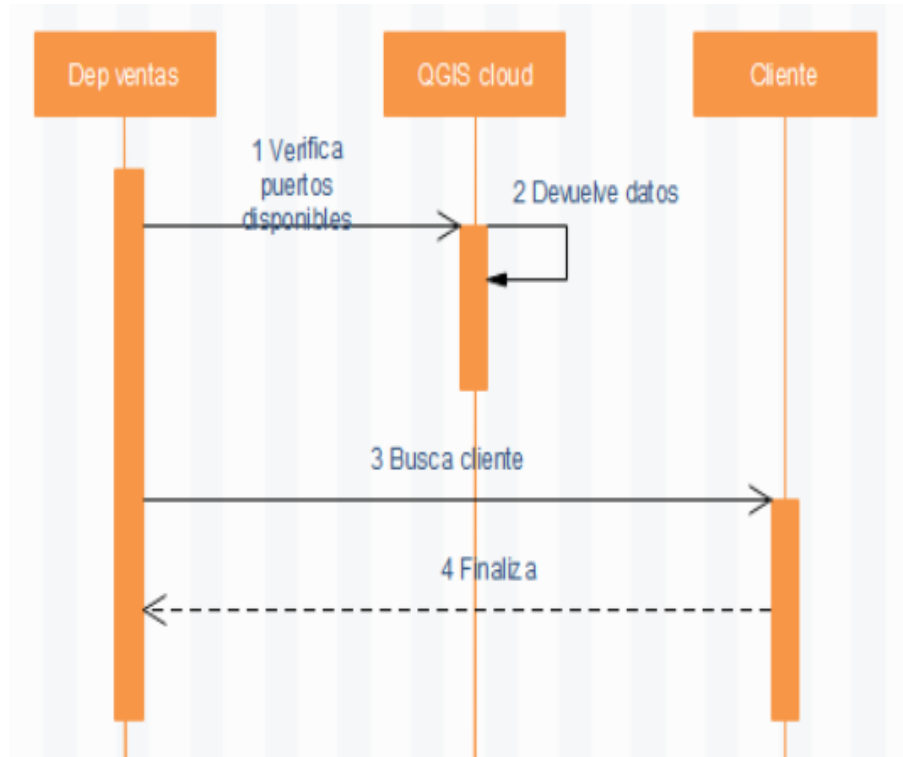 Dep ventas
QGIS cloud
Cliente
1 Verifica
puertos
disponibles
2 Devuelve datos
3 Busca cliente
4 Finaliza